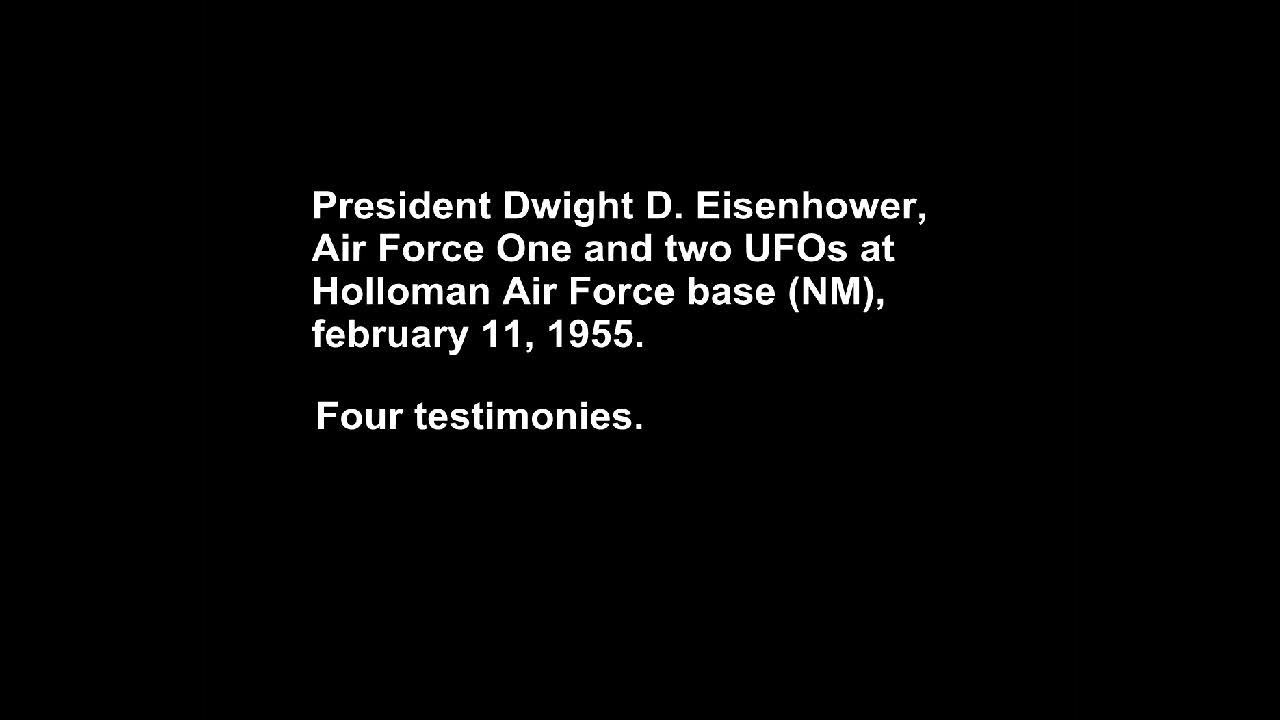 President Dwight D. Eisenhower,
Air Force One and two UFOs at
Holloman Air Force base (NM),
february 11, 1955.
Four testimonies.